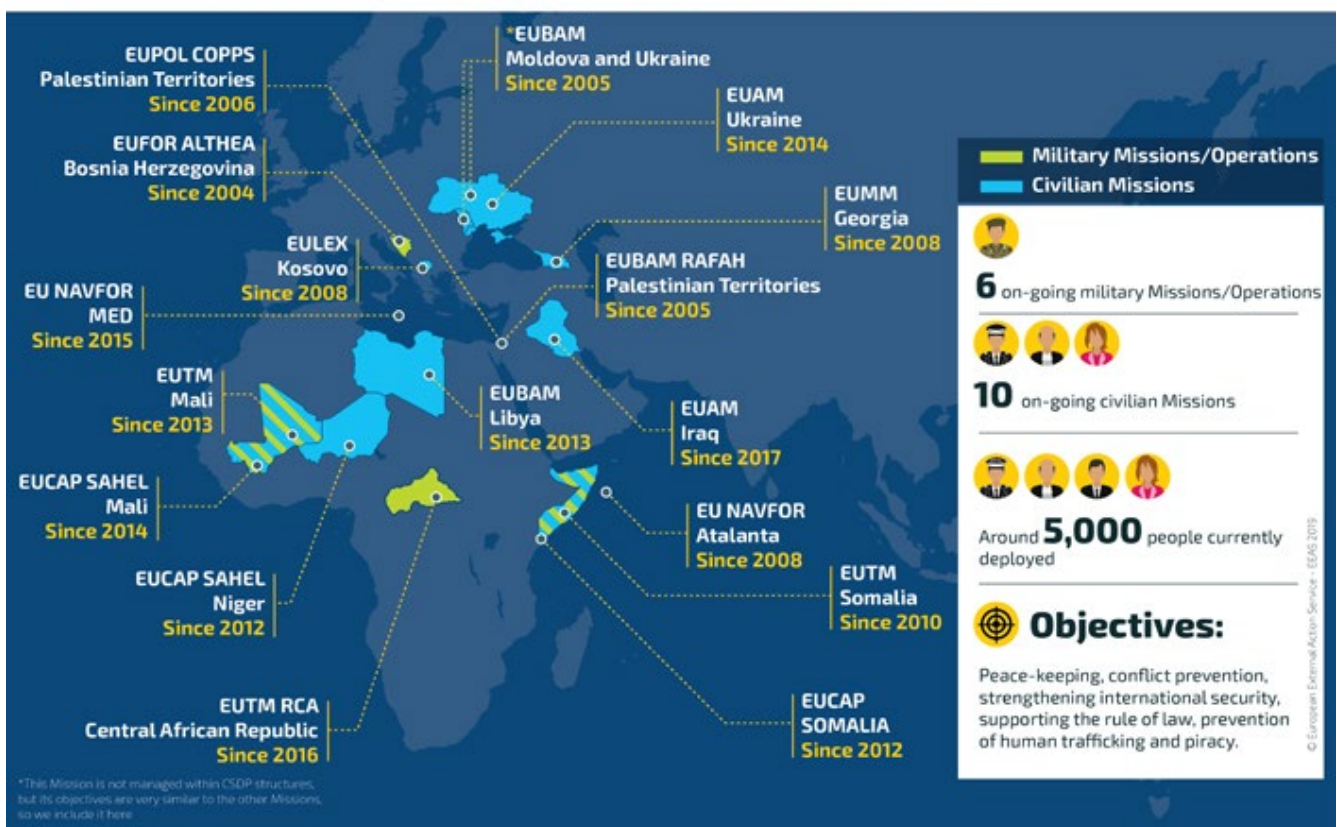 *EUBAM
Moldova and Ukraine
Since 2005
EUPOL COPPS
Palestinian Territories
Since 2006
EUAM
Ukraine
Since 2014
EUFOR ALTHEA
Bosnia Herzegovina
Since 2004
EUMM
Georgia
Since 2008
EULEX
Kosovo
Since 2008
EUBAM RAFAH
Palestinian Territories
Since 2005
EU NAVFOR
MED
Since 2015
EUTM
Mali
Since 2013
EUBAM
Libya
Since 2013
EUAM
Iraq
Since 2017
EUCAP SAHEL
Mali
Since 2014
EU NAVFOR
Atalanta
Since 2008
EUCAP SAHEL
Niger
Since 2012
EUTM
Somalia
Since 2010
EUTM RCA
Central African Republic
Since 2016
EUCAP
SOMALIA
Since 2012
*This Mission is not managed within CSDP structures,
but its objectives are very similar to the other Missions,
so we include it here
Military Missions/Operations
Civilian Missions
6 on-going military Missions/Operations
10 on-going civilian Missions
Around 5,000 people currently
deployed
Objectives:
Peace-keeping, conflict prevention,
strengthening international security,
supporting the rule of law, prevention
of human trafficking and piracy.
© European External Action Service - EEAS 2019